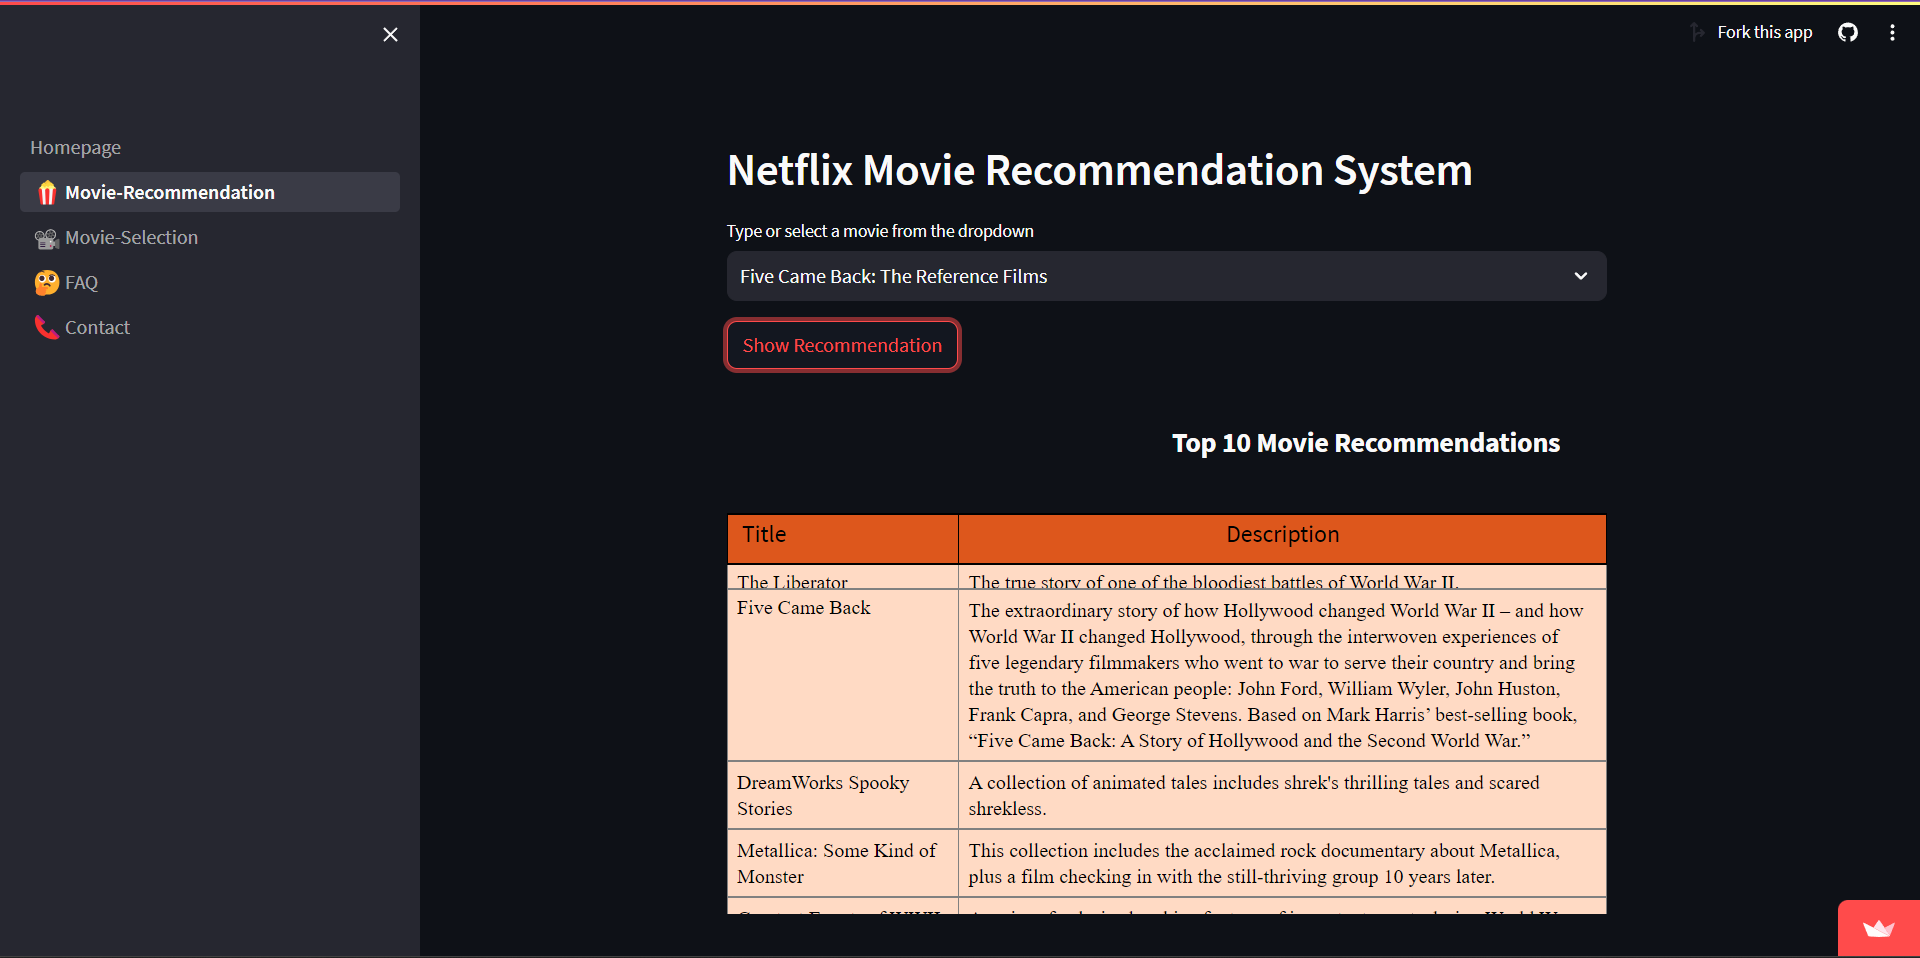 Fork this app
Homepage
Movie-Recommendation
Movie-Selection
FAQ
Contact
Netflix Movie Recommendation System
Type or select a movie from the dropdown
Five Came Back: The Reference Films
Show Recommendation
Top 10 Movie Recommendations
Title Description
The Liberator The true story of one of the bloodiest battles of World War II.
Five Came Back
The extraordinary story of how Hollywood changed World War II – and how
World War II changed Hollywood, through the interwoven experiences of
five legendary filmmakers who went to war to serve their country and bring
the truth to the American people: John Ford, William Wyler, John Huston,
Frank Capra, and George Stevens. Based on Mark Harris’ best-selling book,
“Five Came Back: A Story of Hollywood and the Second World War.”
DreamWorks Spooky
Stories
A collection of animated tales includes shrek's thrilling tales and scared
shrekless.
Metallica: Some Kind of
Monster
This collection includes the acclaimed rock documentary about Metallica,
plus a film checking in with the still-thriving group 10 years later.